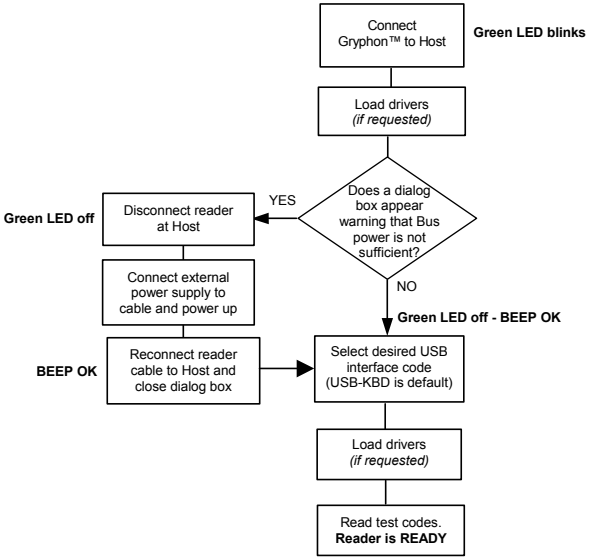 Connect
Gryphon™ to Host
Green LED blinks
Load drivers
(if requested)
Does a dialog
box appear
warning that Bus
power is not
sufficient?
YES
Disconnect reader
at Host
Green LED off
Connect external
power supply to
cable and power up
NO
Green LED off - BEEP OK
BEEP OK
Reconnect reader
cable to Host and
close dialog box
Select desired USB
interface code
(USB-KBD is default)
Load drivers
(if requested)
Read test codes.
Reader is READY